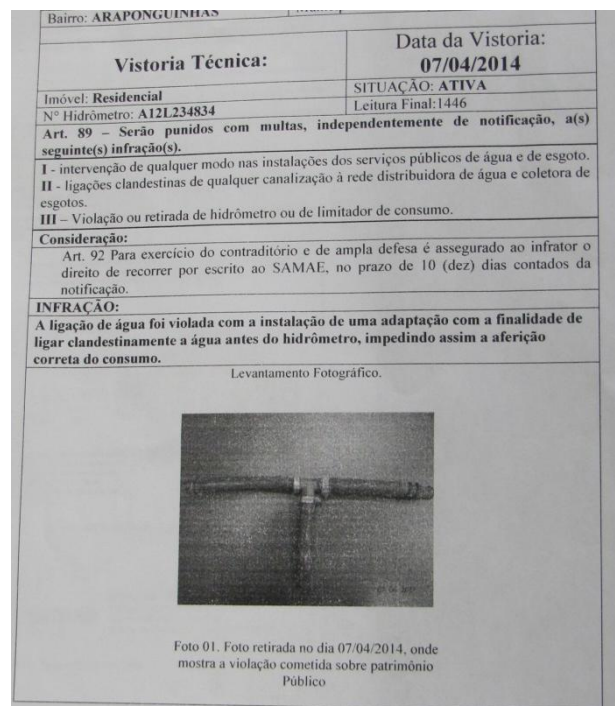 Bairro: ARAPONGUINHAS
Vistoria Técnica:
Data da Vistoria:
07/04/2014
Imóvel: Residencial
SITUAÇÃO: ATIVA
Nº Hidrômetro: A12L234834
Leitura Final:1446
Art. 89 – Serão punidos com multas, independentemente de notificação, a(s)
seguinte(s) infração(s).
I - intervenção de qualquer modo nas instalações dos serviços públicos de água e de esgoto.
II - ligações clandestinas de qualquer canalização à rede distribuidora de água e coletora de
esgotos.
III – Violação ou retirada de hidrômetro ou de limitador de consumo.
Consideração:
Art. 92 Para exercício do contraditório e de ampla defesa é assegurado ao infrator o
direito de recorrer por escrito ao SAMAE, no prazo de 10 (dez) dias contados da
notificação.
INFRAÇÃO:
A ligação de água foi violada com a instalação de uma adaptação com a finalidade de
ligar clandestinamente a água antes do hidrômetro, impedindo assim a aferição
correta do consumo.
Levantamento Fotográfico.
Foto 01. Foto retirada no dia 07/04/2014, onde
mostra a violação cometida sobre patrimônio
Público